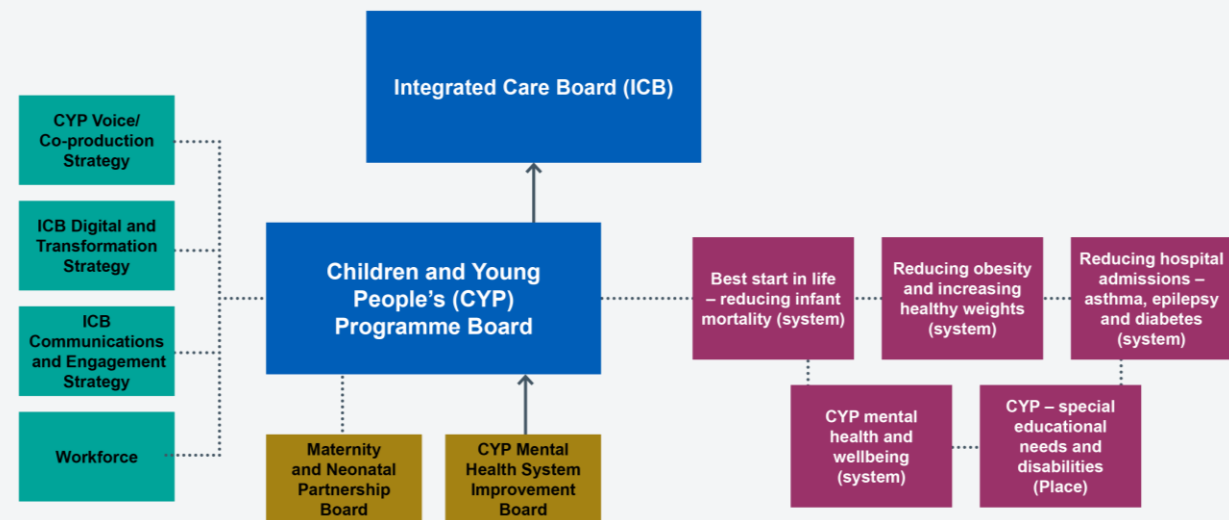 Integrated Care Board (ICB)
CYP Voice/
Co-production
Strategy
ICB Digital and
Transformation
Strategy
ICB
Communications
and Engagement
Strategy
Workforce
Children and Young
People’s (CYP)
Programme Board
Maternity
and Neonatal
Partnership
Board
CYP Mental
Health System
Improvement
Board
Best start in life
– reducing infant
mortality (system)
Reducing obesity
and increasing
healthy weights
(system)
Reducing hospital
admissions –
asthma, epilepsy
and diabetes
(system)
CYP mental
health and
wellbeing
(system)
CYP – special
educational
needs and
disabilities
(Place)